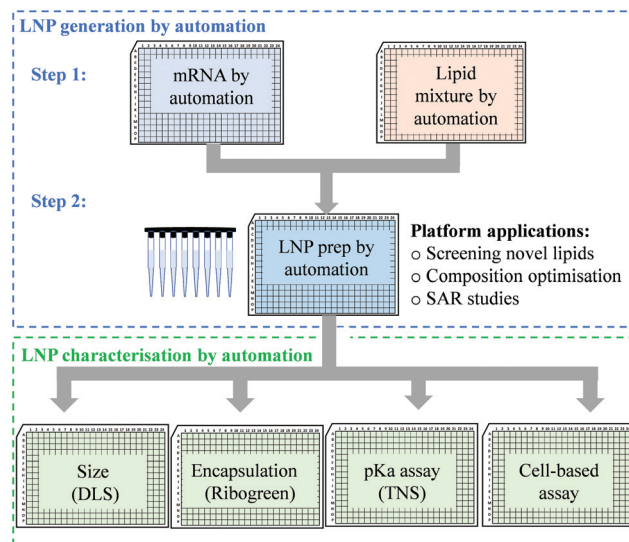 LNP generation by automation
Step 1:
mRNA by
automation
Lipid
mixture by
automation
Step 2:
LNP prep by
automation
Platform applications:
o Screening novel lipids
o Composition optimisation
o SAR studies
LNP characterisation by automation
Size
(DLS)
Encapsulation
(Ribogreen)
pKa assay
(TNS)
Cell-based
assay